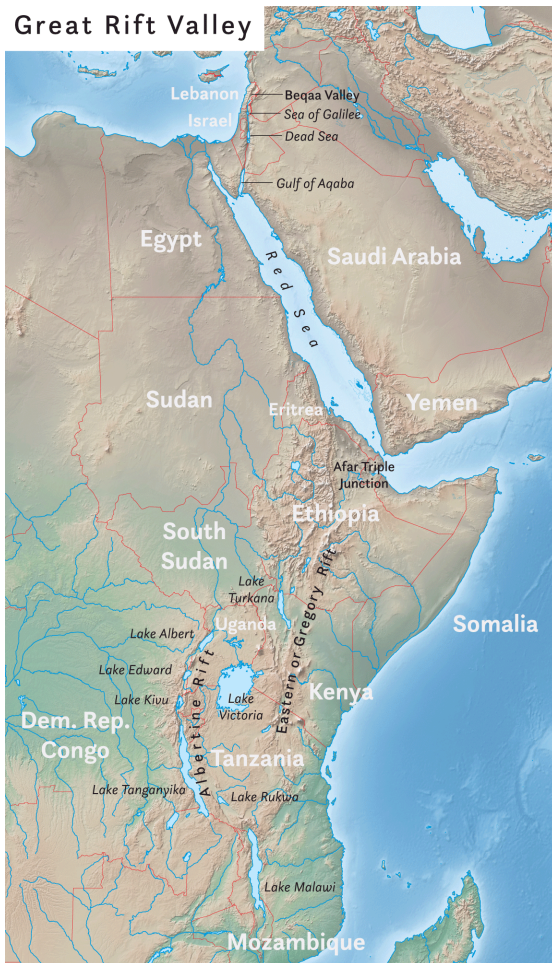 Great Rift Valley
Lebanon
Beqaa Valley
Israel
Sea of Galilee
Dead Sea
Gulf of Aqaba
Egypt
Saudi Arabia
Red Sea
Sudan
Eritrea
Yemen
Afar Triple
Junction
Ethiopia
South
Sudan
Eastern or Gregory Rift
Lake
Turkana
Uganda
Somalia
Lake Albert
Lake Edward
Albertine Rift
Lake Kivu
Lake
Victoria
Kenya
Dem. Rep.
Congo
Tanzania
Lake Tanganyika
Lake Rukwa
Lake Malawi
Mozambique